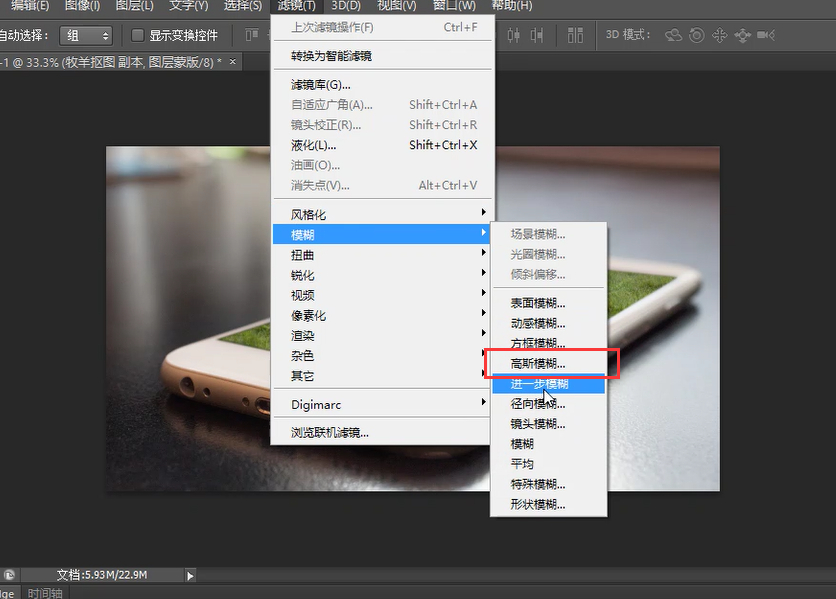 编辑(E) 图像(I) 图层(L) 文字(Y) 选择(S) 滤镜(T) 3D(D) 视图(V) 窗口(W) 帮助(H)
自动选择: 组 显示变换控件 3D 模式:
-1 @ 33.3% (牧羊抠图 副本, 图层蒙版/8) * ×
上次滤镜操作(F) Ctrl+F
转换为智能滤镜
滤镜库(G)...
自适应广角(A)... Shift+Ctrl+A
镜头校正(R)... Shift+Ctrl+R
液化(L)... Shift+Ctrl+X
油画(O)...
消失点(V)... Alt+Ctrl+V
风格化
模糊
扭曲
锐化
视频
像素化
渲染
杂色
其它
Digimarc
浏览联机滤镜...
场景模糊...
光圈模糊...
倾斜偏移...
表面模糊...
动感模糊...
方框模糊...
高斯模糊...
进一步模糊
径向模糊...
镜头模糊...
模糊
平均
特殊模糊...
形状模糊...
文档:5.93M/22.9M
dge 时间轴